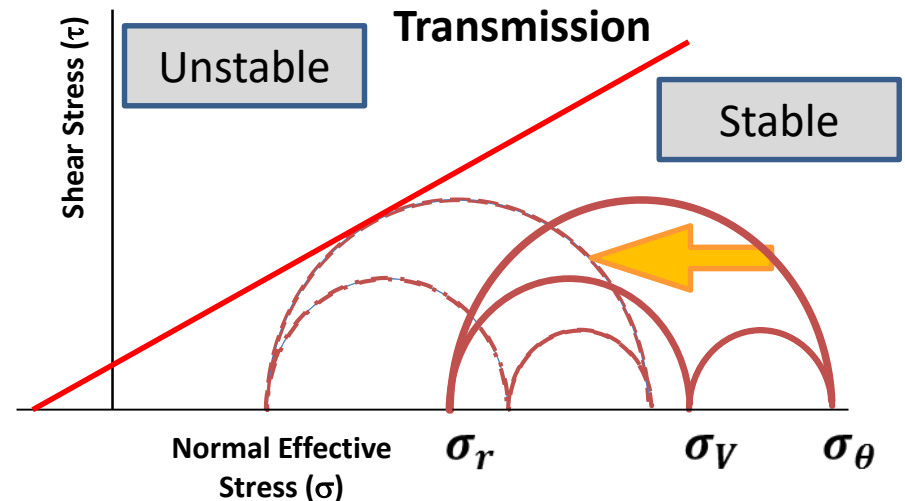 Transmission
Unstable
Stable
Shear Stress (τ)
Normal Effective
Stress (σ)
σr
σV
σθ